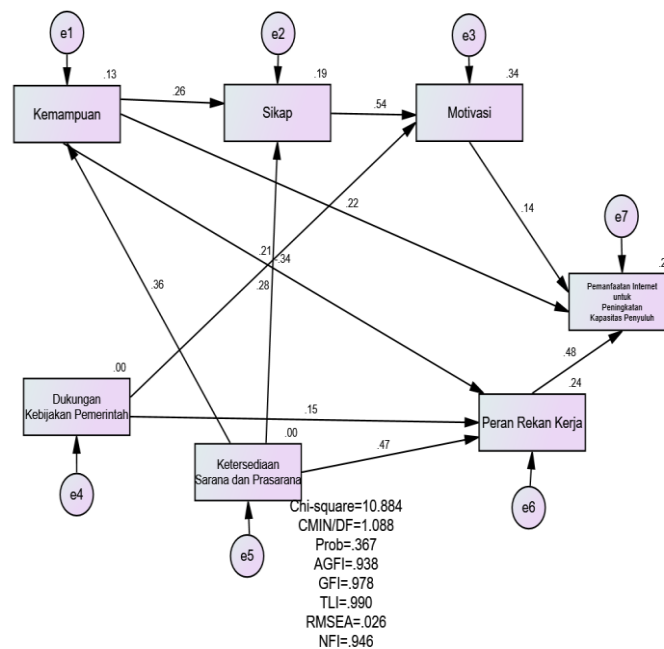 e1
e2
e3
.13
.19
.34
Kemampuan
.26
Sikap
.54
Motivasi
.22
.14
e7
.21
-.34
.28
.36
Pemanfaatan Internet
untuk
Peningkatan
Kapasitas Penyuluh
.48
.00
.24
Dukungan
Kebijakan Pemerintah
.15
Peran Rekan Kerja
.00
Ketersediaan
Sarana dan Prasarana
.47
e4
e5
e6
Chi-square=10.884
CMIN/DF=1.088
Prob=.367
AGFI=.938
GFI=.978
TLI=.990
RMSEA=.026
NFI=.946